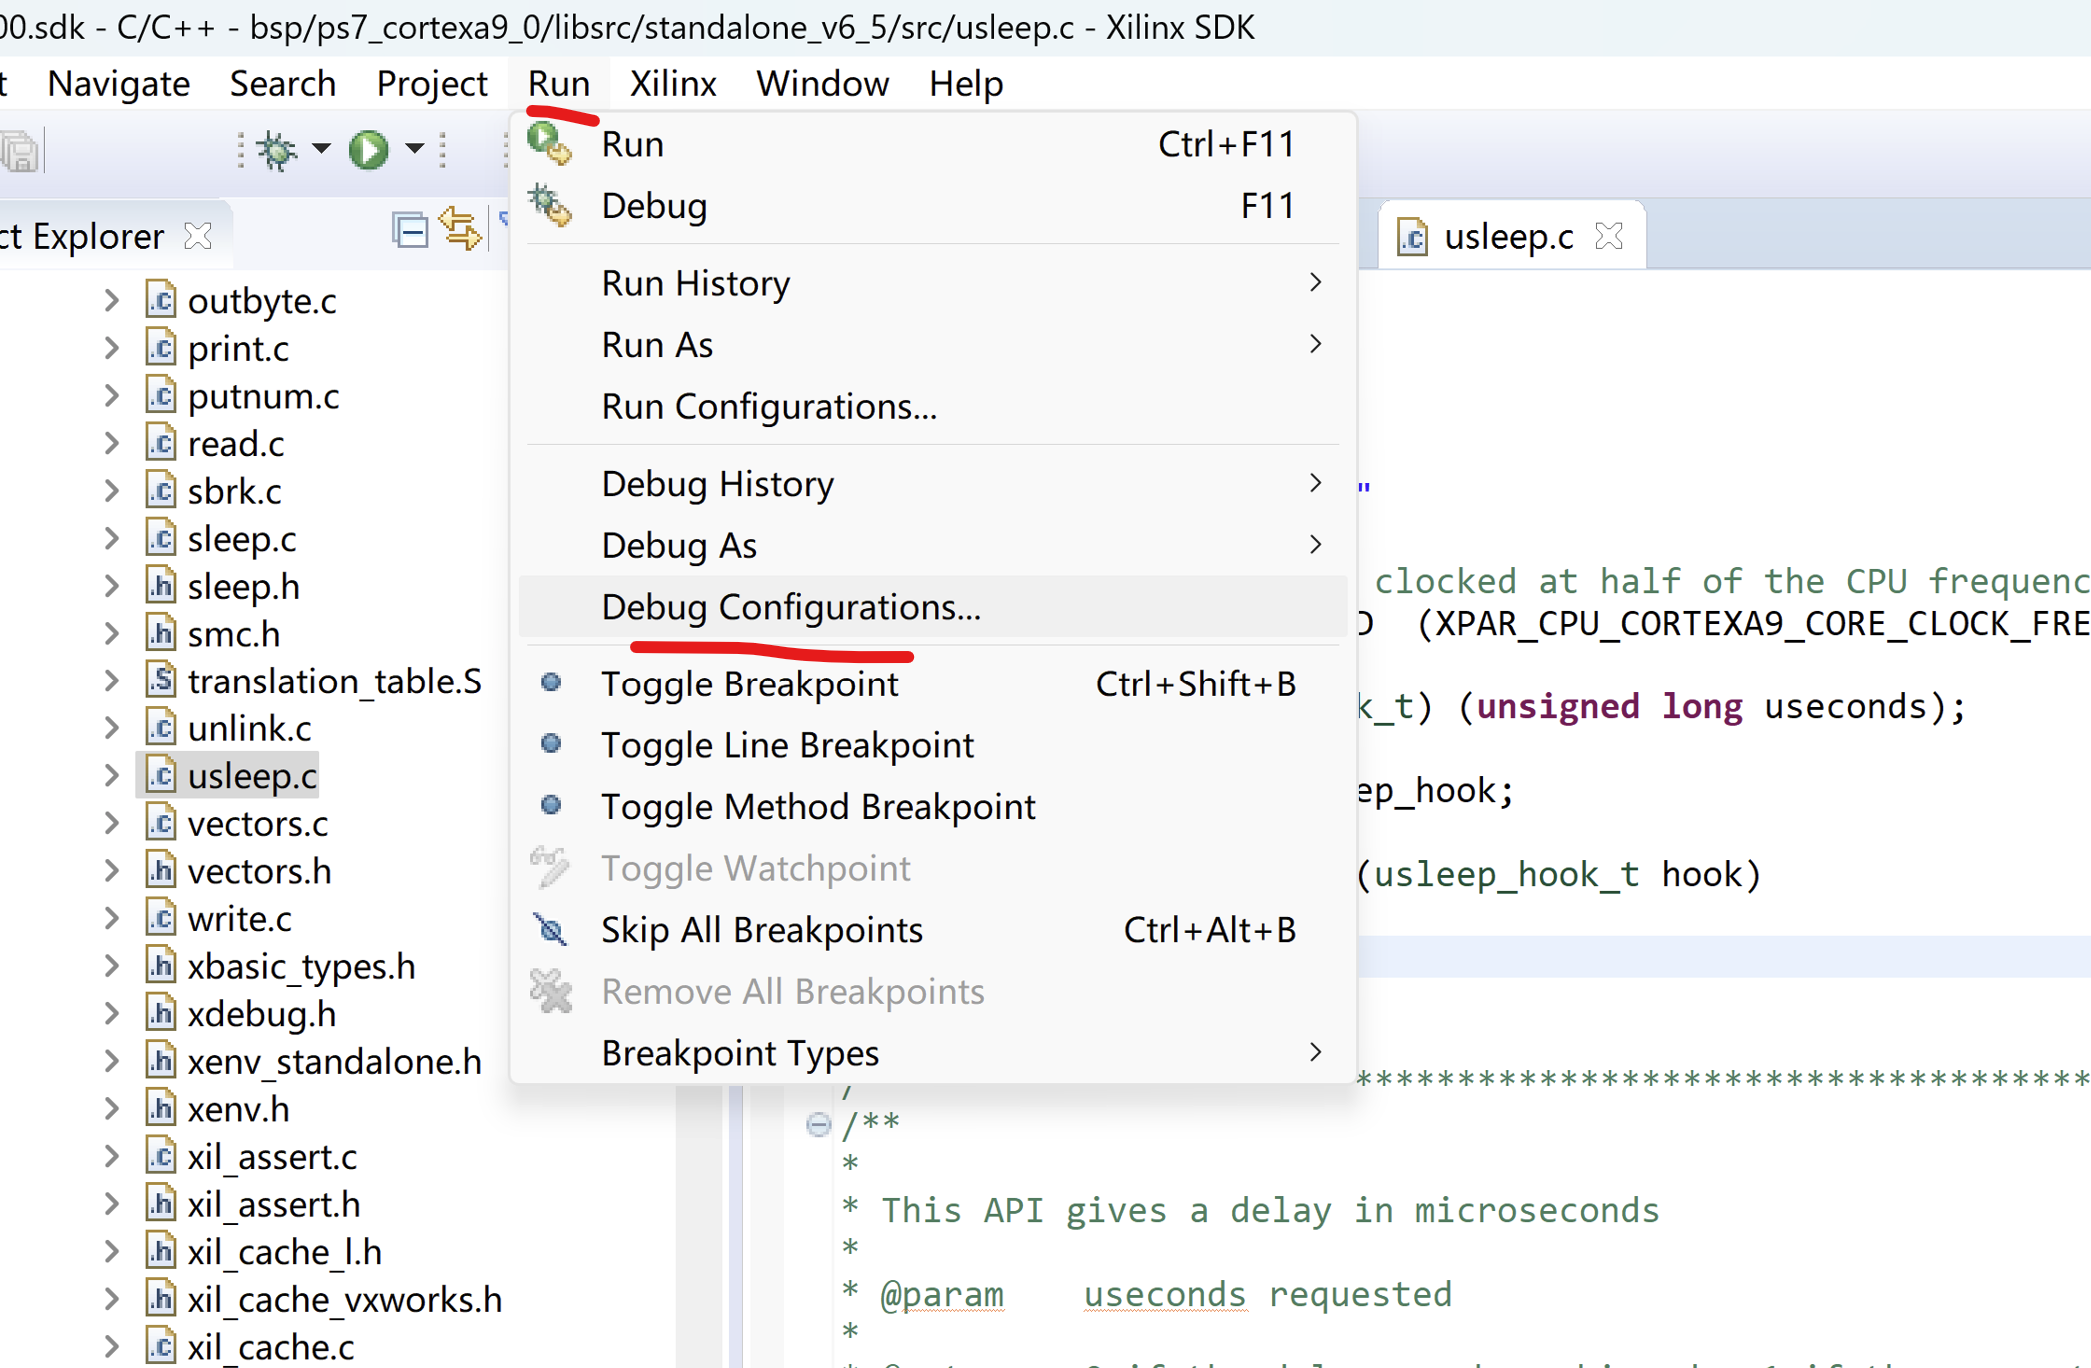 00.sdk - C/C++ - bsp/ps7_cortexa9_0/libsrc/standalone_v6_5/src/usleep.c - Xilinx SDK
t Navigate Search Project Run Xilinx Window Help
Run Ctrl+F11
Debug F11
Run History
Run As
Run Configurations...
Debug History
Debug As
Debug Configurations...
Toggle Breakpoint Ctrl+Shift+B
Toggle Line Breakpoint
Toggle Method Breakpoint
Toggle Watchpoint
Skip All Breakpoints Ctrl+Alt+B
Remove All Breakpoints
Breakpoint Types
ct Explorer
outbyte.c
print.c
putnum.c
read.c
sbrk.c
sleep.c
sleep.h
smc.h
translation_table.S
unlink.c
usleep.c
vectors.c
vectors.h
write.c
xbasic_types.h
xdebug.h
xenv_standalone.h
xenv.h
xil_assert.c
xil_assert.h
xil_cache_l.h
xil_cache_vxworks.h
xil_cache.c
usleep.c
"
clocked at half of the CPU frequenc
(XPAR_CPU_CORTEXA9_CORE_CLOCK_FRE
k_t) (unsigned long useconds);
ep_hook;
(usleep_hook_t hook)
************************************
/**
*
* This API gives a delay in microseconds
*
* @param useconds requested
*